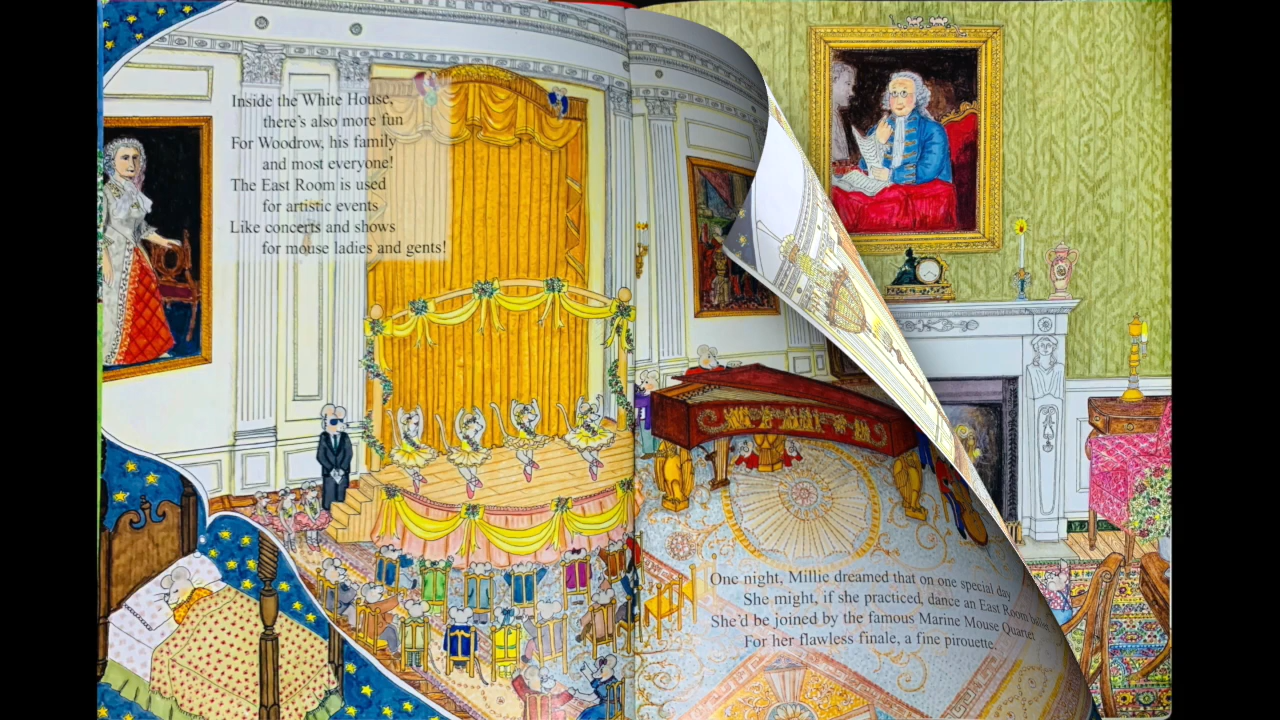 Inside the White House,
there's also more fun
For Woodrow, his family
and most everyone!
The East Room is used
for artistic events
Like concerts and shows
for mouse ladies and gents!
One night, Millie dreamed that on one special day
She might, if she practiced, dance an East Room ballet.
She'd be joined by the famous Marine Mouse Quartet
For her flawless finale, a fine pirouette.